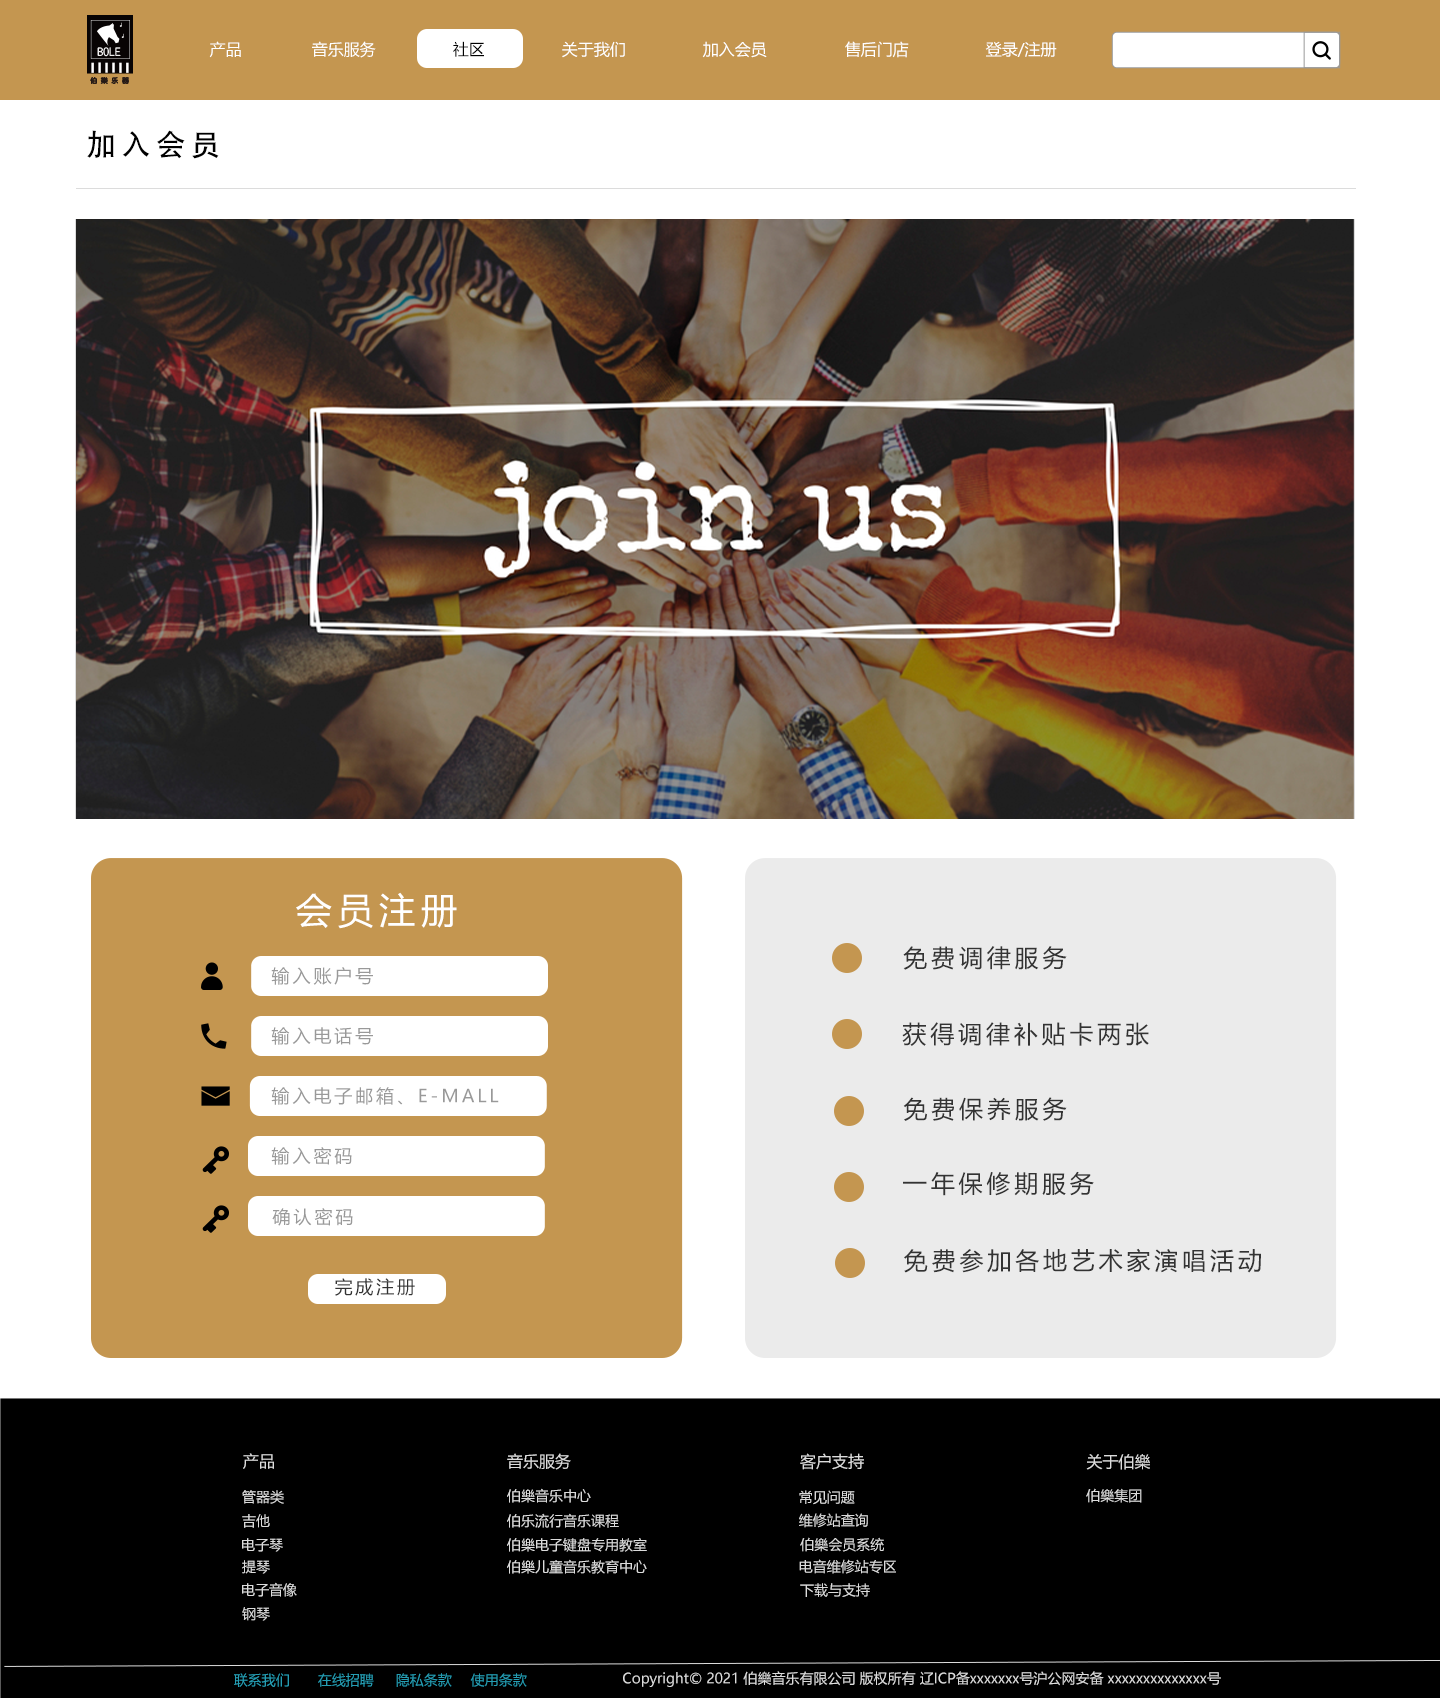 BOLE
伯樂乐器
产品 音乐服务 社区 关于我们 加入会员 售后门店 登录/注册
加入会员
join us
会员注册
输入账户号
输入电话号
输入电子邮箱、E-MALL
输入密码
确认密码
完成注册
免费调律服务
获得调律补贴卡两张
免费保养服务
一年保修期服务
免费参加各地艺术家演唱活动
产品
管器类
吉他
电子琴
提琴
电子音像
钢琴
音乐服务
伯樂音乐中心
伯乐流行音乐课程
伯樂电子键盘专用教室
伯樂儿童音乐教育中心
客户支持
常见问题
维修站查询
伯樂会员系统
电音维修站专区
下载与支持
关于伯樂
伯樂集团
联系我们 在线招聘 隐私条款 使用条款 Copyright© 2021 伯樂音乐有限公司 版权所有 辽ICP备xxxxxxx号沪公网安备 xxxxxxxxxxxxxx号